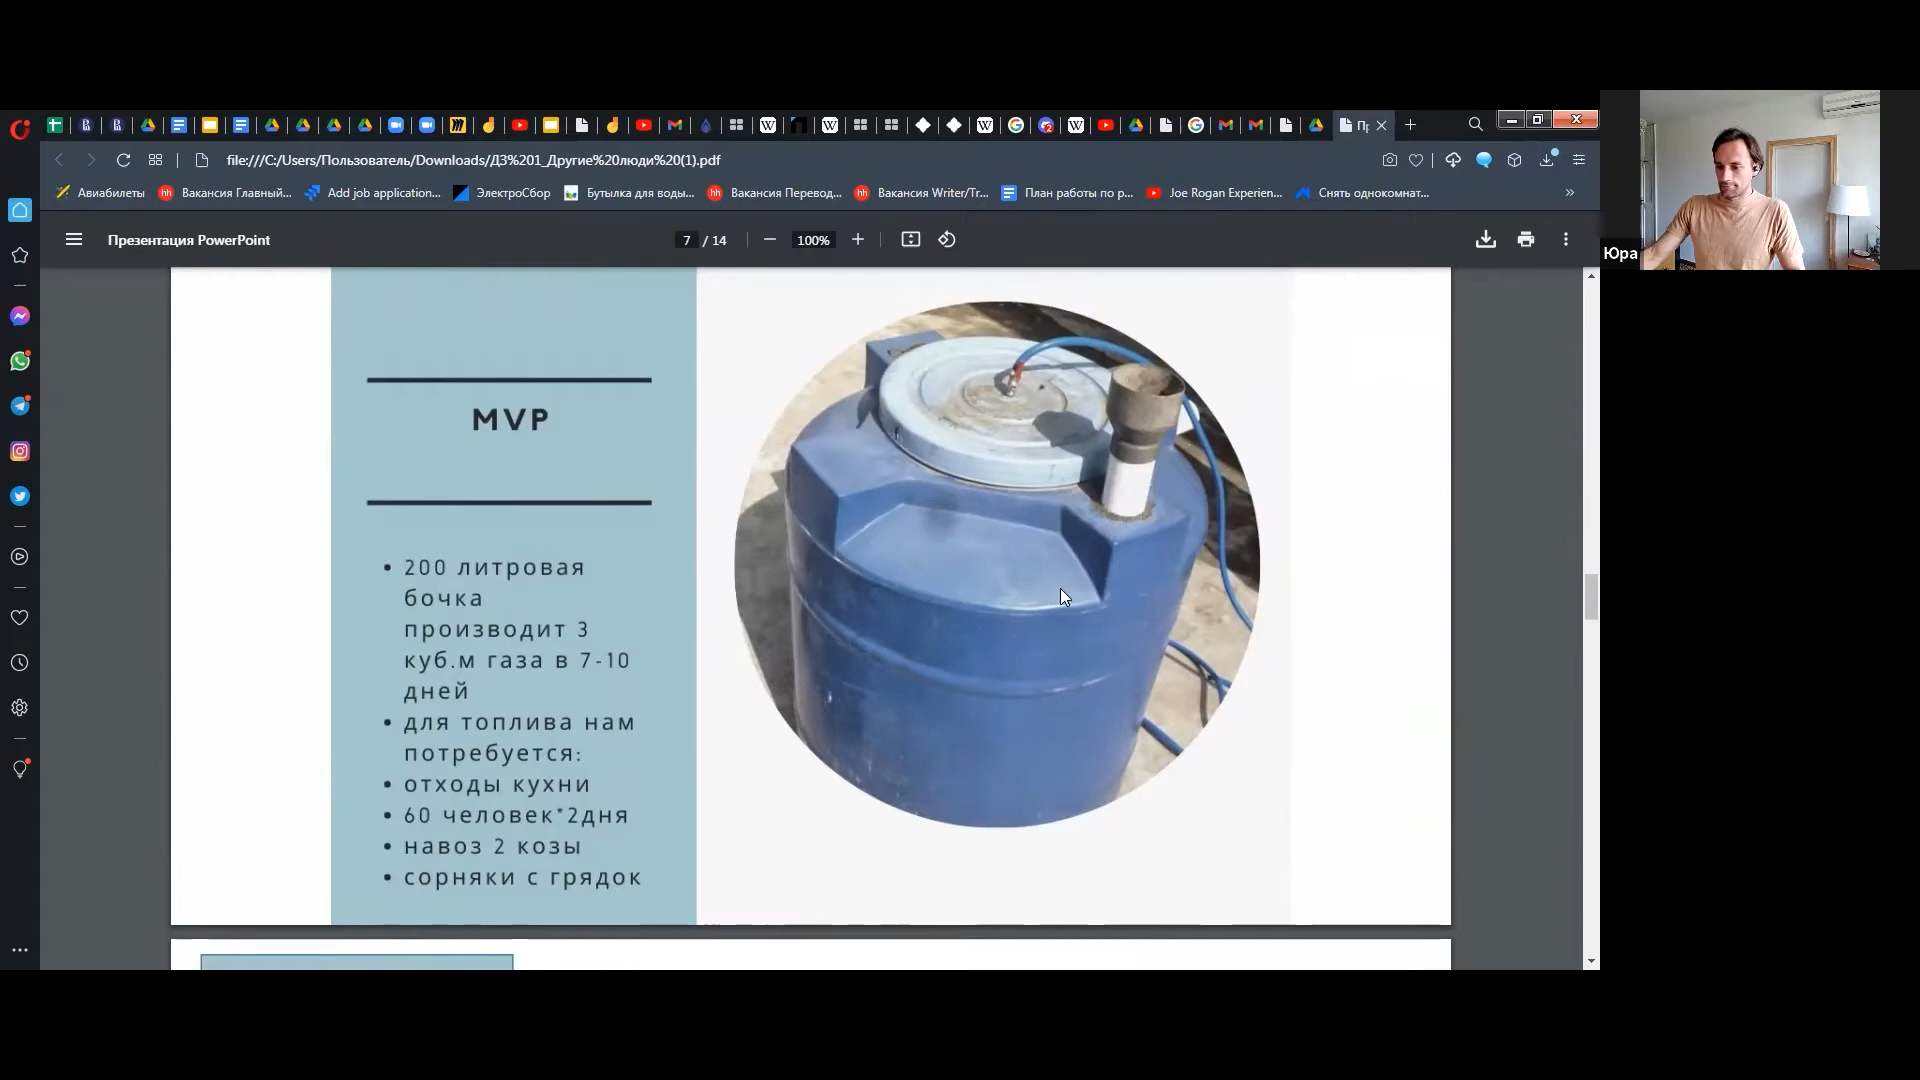 file:///C:/Users/Пользователь/Downloads/ДЗ%201_Другие%20люди%20(1).pdf
Авиабилеты
Вакансия Главный...
Add job application...
ЭлектроСбор
Бутылка для воды...
Вакансия Перевод...
Вакансия Writer/Tr...
План работы по р...
Joe Rogan Experien...
Снять однокомнат...
Презентация PowerPoint
7 / 14
100%
Юра
MVP
• 200 литровая
бочка
производит 3
куб.м газа в 7-10
дней
• для топлива нам
потребуется:
• отходы кухни
• 60 человек*2дня
• навоз 2 козы
• сорняки с грядок